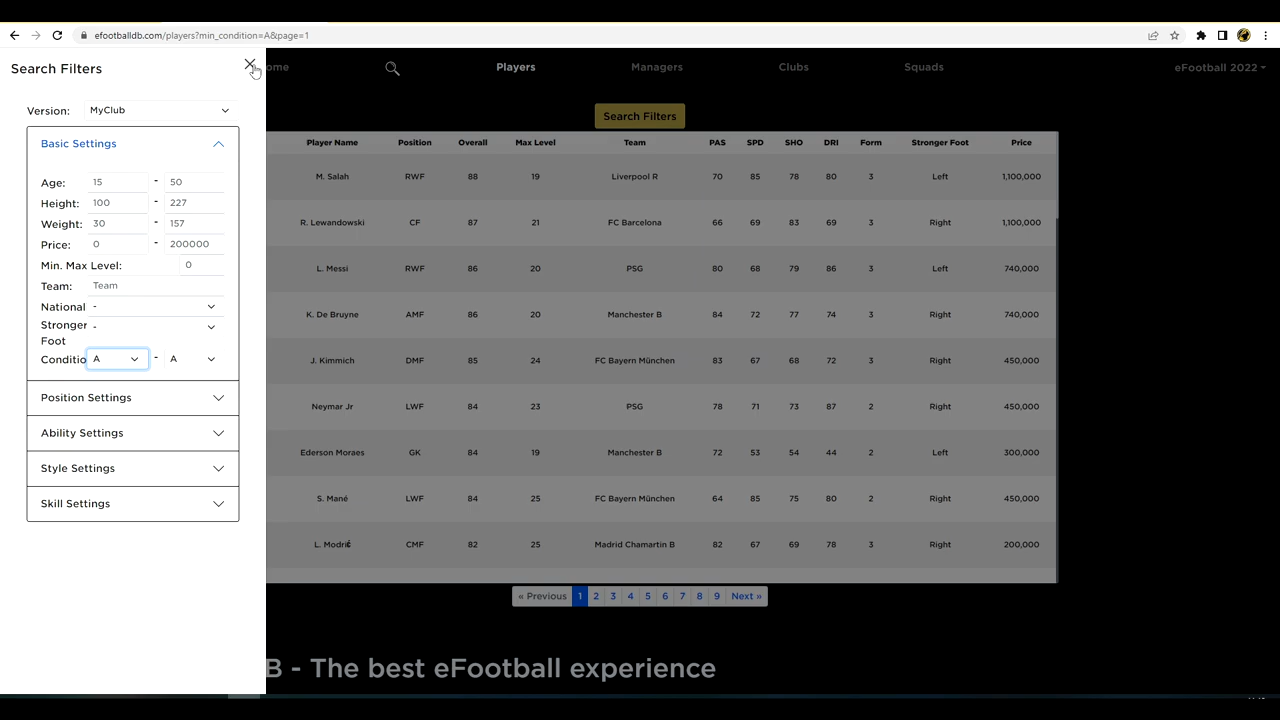 efootballdb.com/players?min_condition=A&page=1
Search Filters
Version: MyClub
Basic Settings
Age: 15 - 50
Height: 100 - 227
Weight: 30 - 157
Price: 0 - 200000
Min. Max Level: 0
Team: Team
National -
Stronger Foot -
Conditio A - A
Position Settings
Ability Settings
Style Settings
Skill Settings
ome Players Managers Clubs Squads eFootball 2022
Search Filters
Player Name Position Overall Max Level Team PAS SPD SHO DRI Form Stronger Foot Price
M. Salah RWF 88 19 Liverpool R 70 85 78 80 3 Left 1,100,000
R. Lewandowski CF 87 21 FC Barcelona 66 69 83 69 3 Right 1,100,000
L. Messi RWF 86 20 PSG 80 68 79 86 3 Left 740,000
K. De Bruyne AMF 86 20 Manchester B 84 72 77 74 3 Right 740,000
J. Kimmich DMF 85 24 FC Bayern München 83 67 68 72 3 Right 450,000
Neymar Jr LWF 84 23 PSG 78 71 73 87 2 Right 450,000
Ederson Moraes GK 84 19 Manchester B 72 53 54 44 2 Left 300,000
S. Mané LWF 84 25 FC Bayern München 64 85 75 80 2 Right 450,000
L. Modrić CMF 82 25 Madrid Chamartin B 82 67 69 78 3 Right 200,000
« Previous 1 2 3 4 5 6 7 8 9 Next »
B - The best eFootball experience